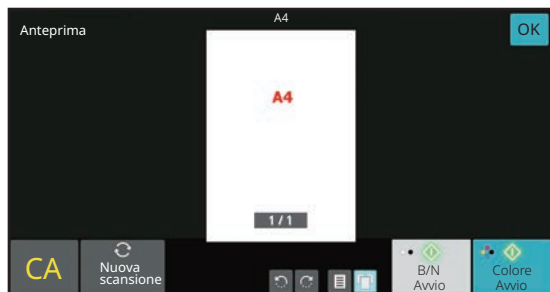 A4
Anteprima
OK
A4
1/1
CA
Nuova
scansione
B/N
Avvio
Colore
Avvio